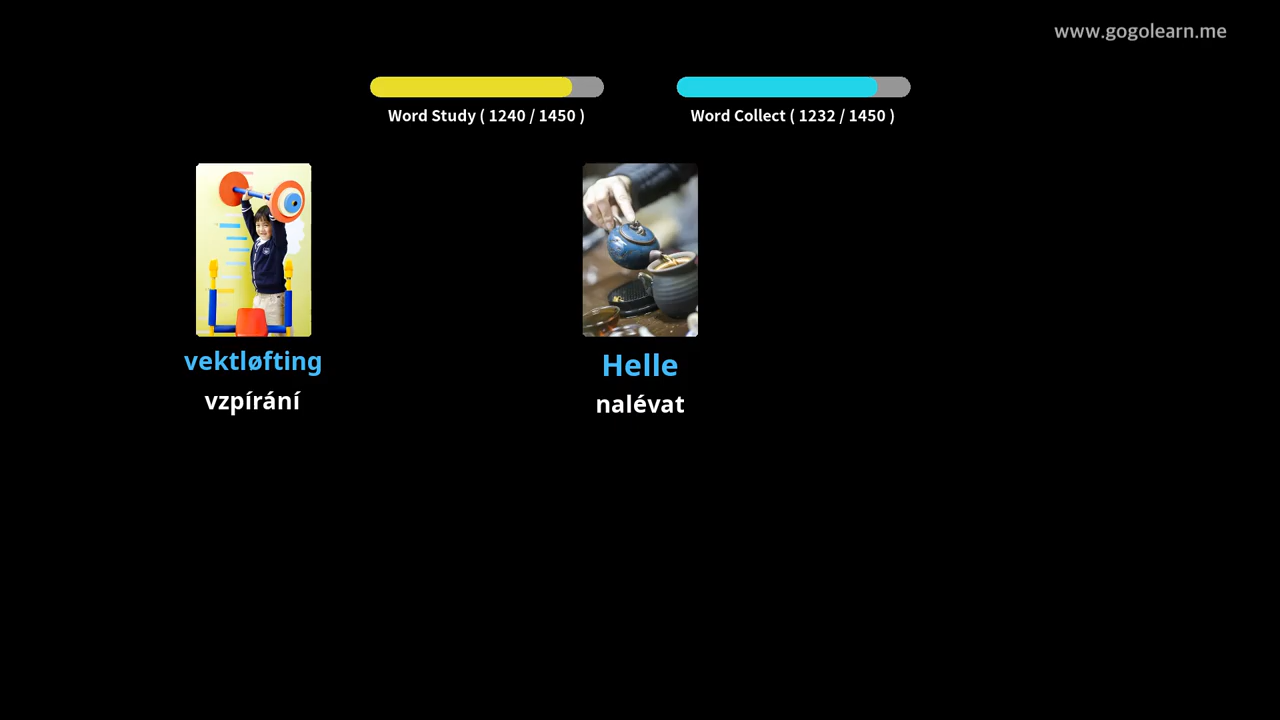 www.gogolearn.me
Word Study ( 1240 / 1450 )
Word Collect ( 1232 / 1450 )
vektløfting
vzpírání
Helle
nalévat